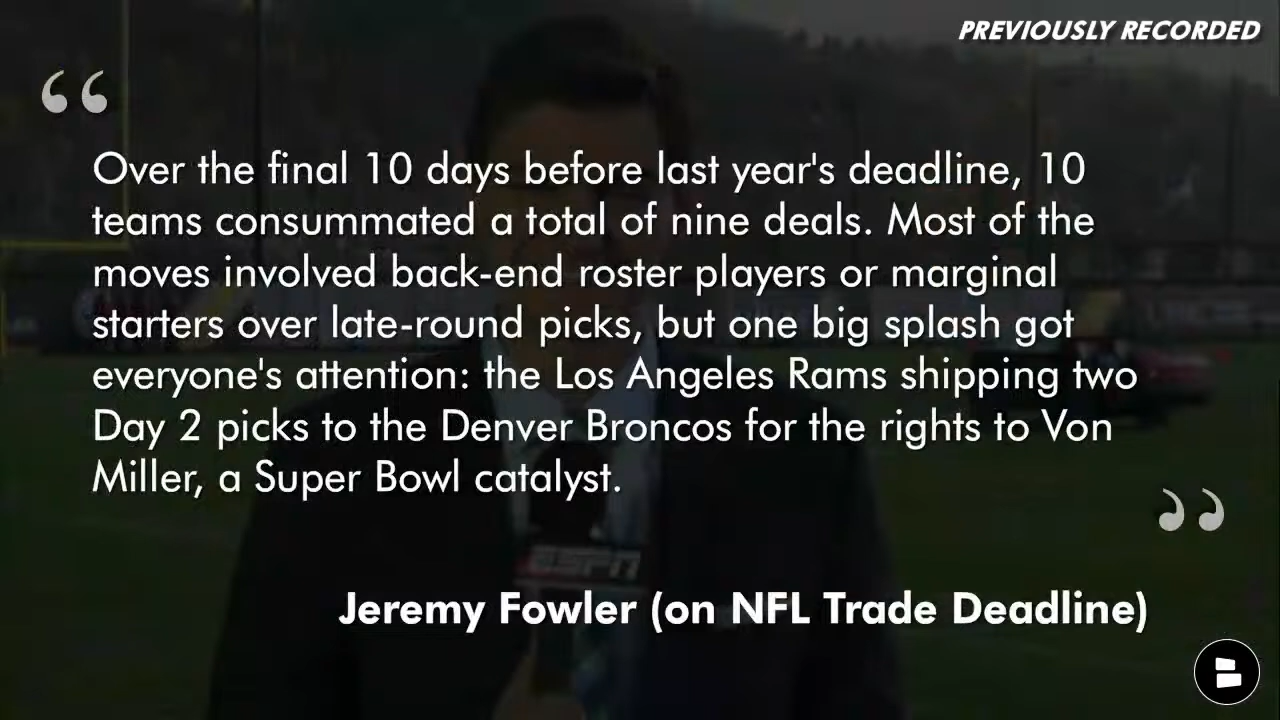 PREVIOUSLY RECORDED
“
Over the final 10 days before last year's deadline, 10
teams consummated a total of nine deals. Most of the
moves involved back-end roster players or marginal
starters over late-round picks, but one big splash got
everyone's attention: the Los Angeles Rams shipping two
Day 2 picks to the Denver Broncos for the rights to Von
Miller, a Super Bowl catalyst.
”
ESPN
Jeremy Fowler (on NFL Trade Deadline)